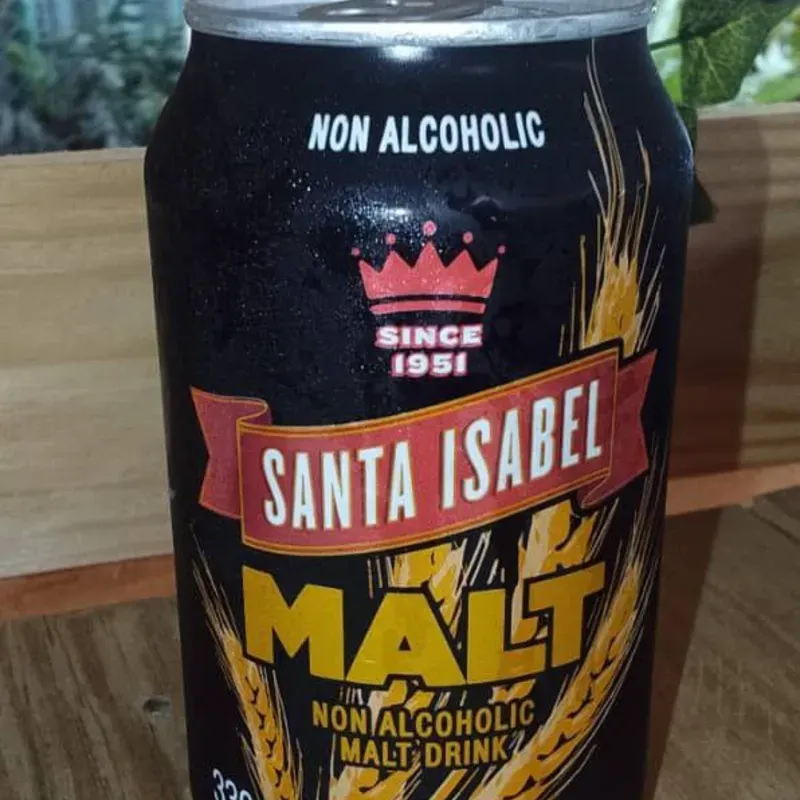 NON ALCOHOLIC
SINCE
1951
SANTA ISABEL
MALT
NON ALCOHOLIC
MALT DRINK